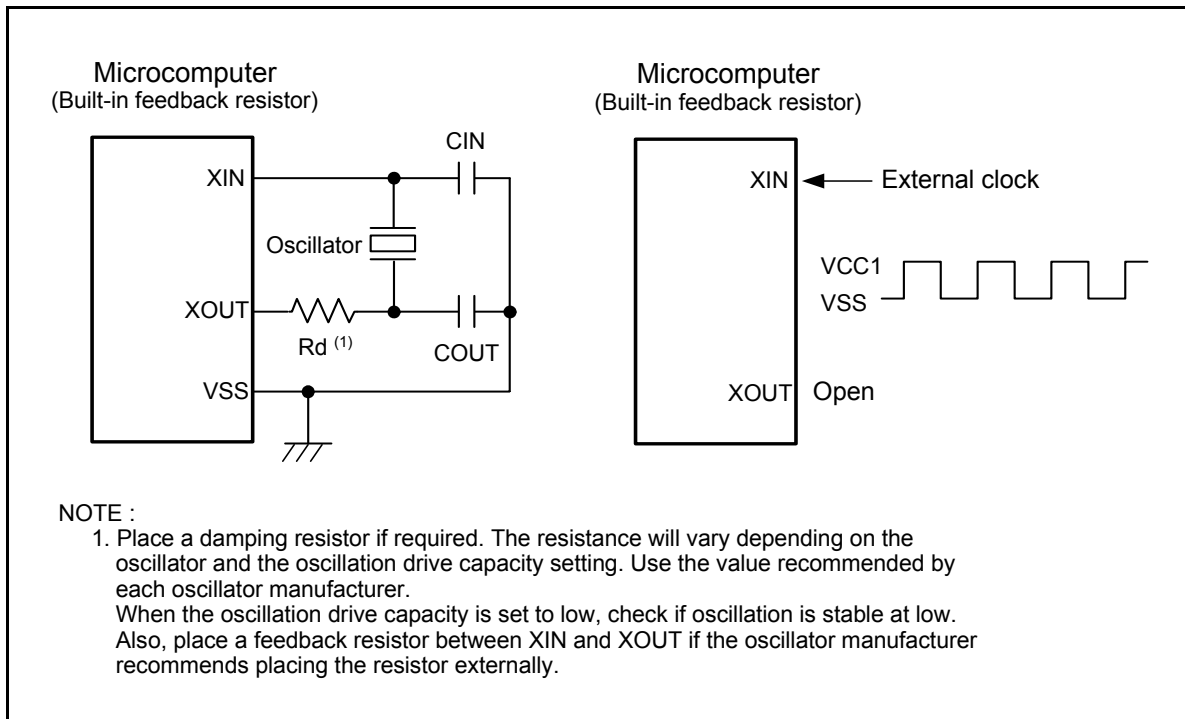 Microcomputer
(Built-in feedback resistor)
XIN
CIN
Oscillator
XOUT
Rd (1)
COUT
VSS
Microcomputer
(Built-in feedback resistor)
XIN
External clock
VCC1
VSS
XOUT
Open
NOTE :
1. Place a damping resistor if required. The resistance will vary depending on the
oscillator and the oscillation drive capacity setting. Use the value recommended by
each oscillator manufacturer.
When the oscillation drive capacity is set to low, check if oscillation is stable at low.
Also, place a feedback resistor between XIN and XOUT if the oscillator manufacturer
recommends placing the resistor externally.